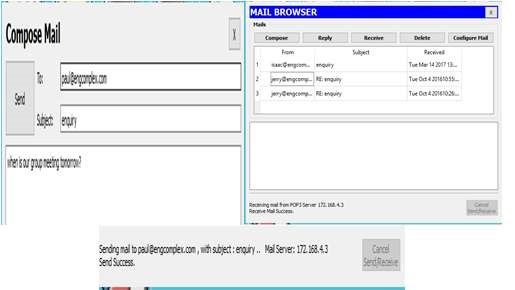 Compose Mail
X
Send
To:
paul@engcomplex.com
Subject:
enquiry
when is our group meeting tomorrow?
MAIL BROWSER
X
Mails
Compose Reply Receive Delete Configure Mail
From Subject Received
1 isaac@engcom... enquiry Tue Mar 14 2017 13:...
2 jerry@engcomp... RE: enquiry Tue Oct 4 201610:55:...
3 jerry@engcomp... RE: enquiry Tue Oct 4 201610:26:...
Receiving mail from POP3 Server 172.168.4.3
Receive Mail Success.
Cancel
Send/Receive
Sending mail to paul@engcomplex.com , with subject : enquiry .. Mail Server: 172.168.4.3
Send Success.
Cancel
Send/Receive